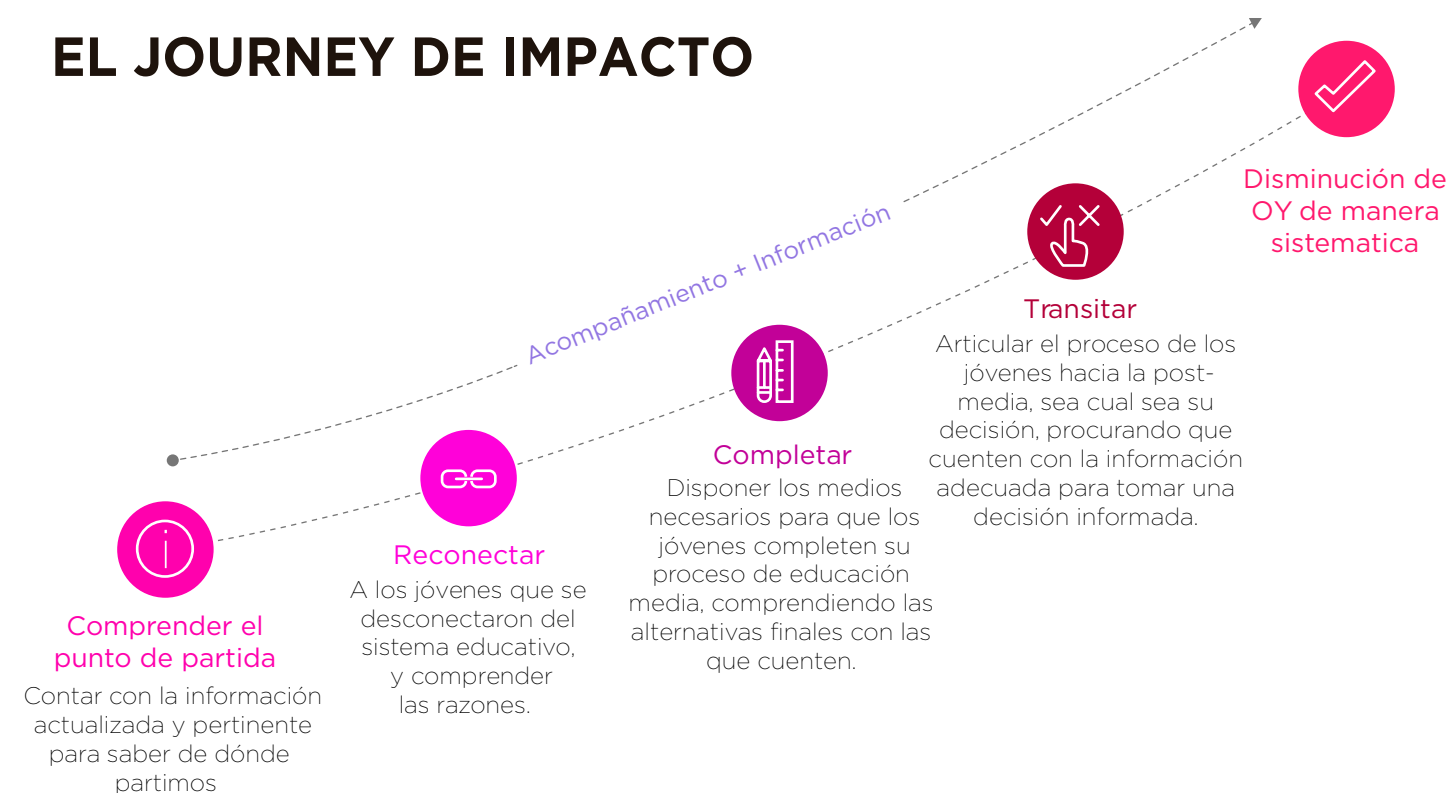 EL JOURNEY DE IMPACTO
Acompañamiento + Información
Comprender el
punto de partida
Contar con la información
actualizada y pertinente
para saber de dónde
partimos
Reconectar
A los jóvenes que se
desconectaron del
sistema educativo,
y comprender
las razones.
Completar
Disponer los medios
necesarios para que los
jóvenes completen su
proceso de educación
media, comprendiendo las
alternativas finales con las
que cuenten.
Transitar
Articular el proceso de los
jóvenes hacia la post-
media, sea cual sea su
decisión, procurando que
cuenten con la información
adecuada para tomar una
decisión informada.
Disminución de
OY de manera
sistematica